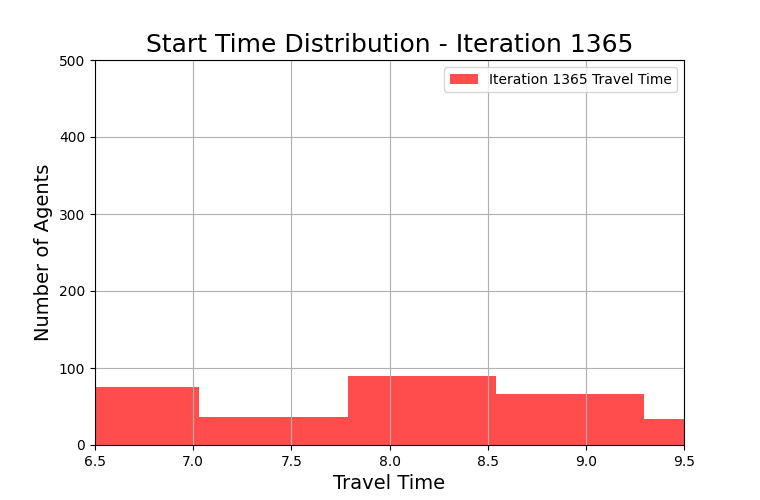 Start Time Distribution - Iteration 1365
Iteration 1365 Travel Time
Number of Agents
500
400
300
200
100
0
6.5 7.0 7.5 8.0 8.5 9.0 9.5
Travel Time